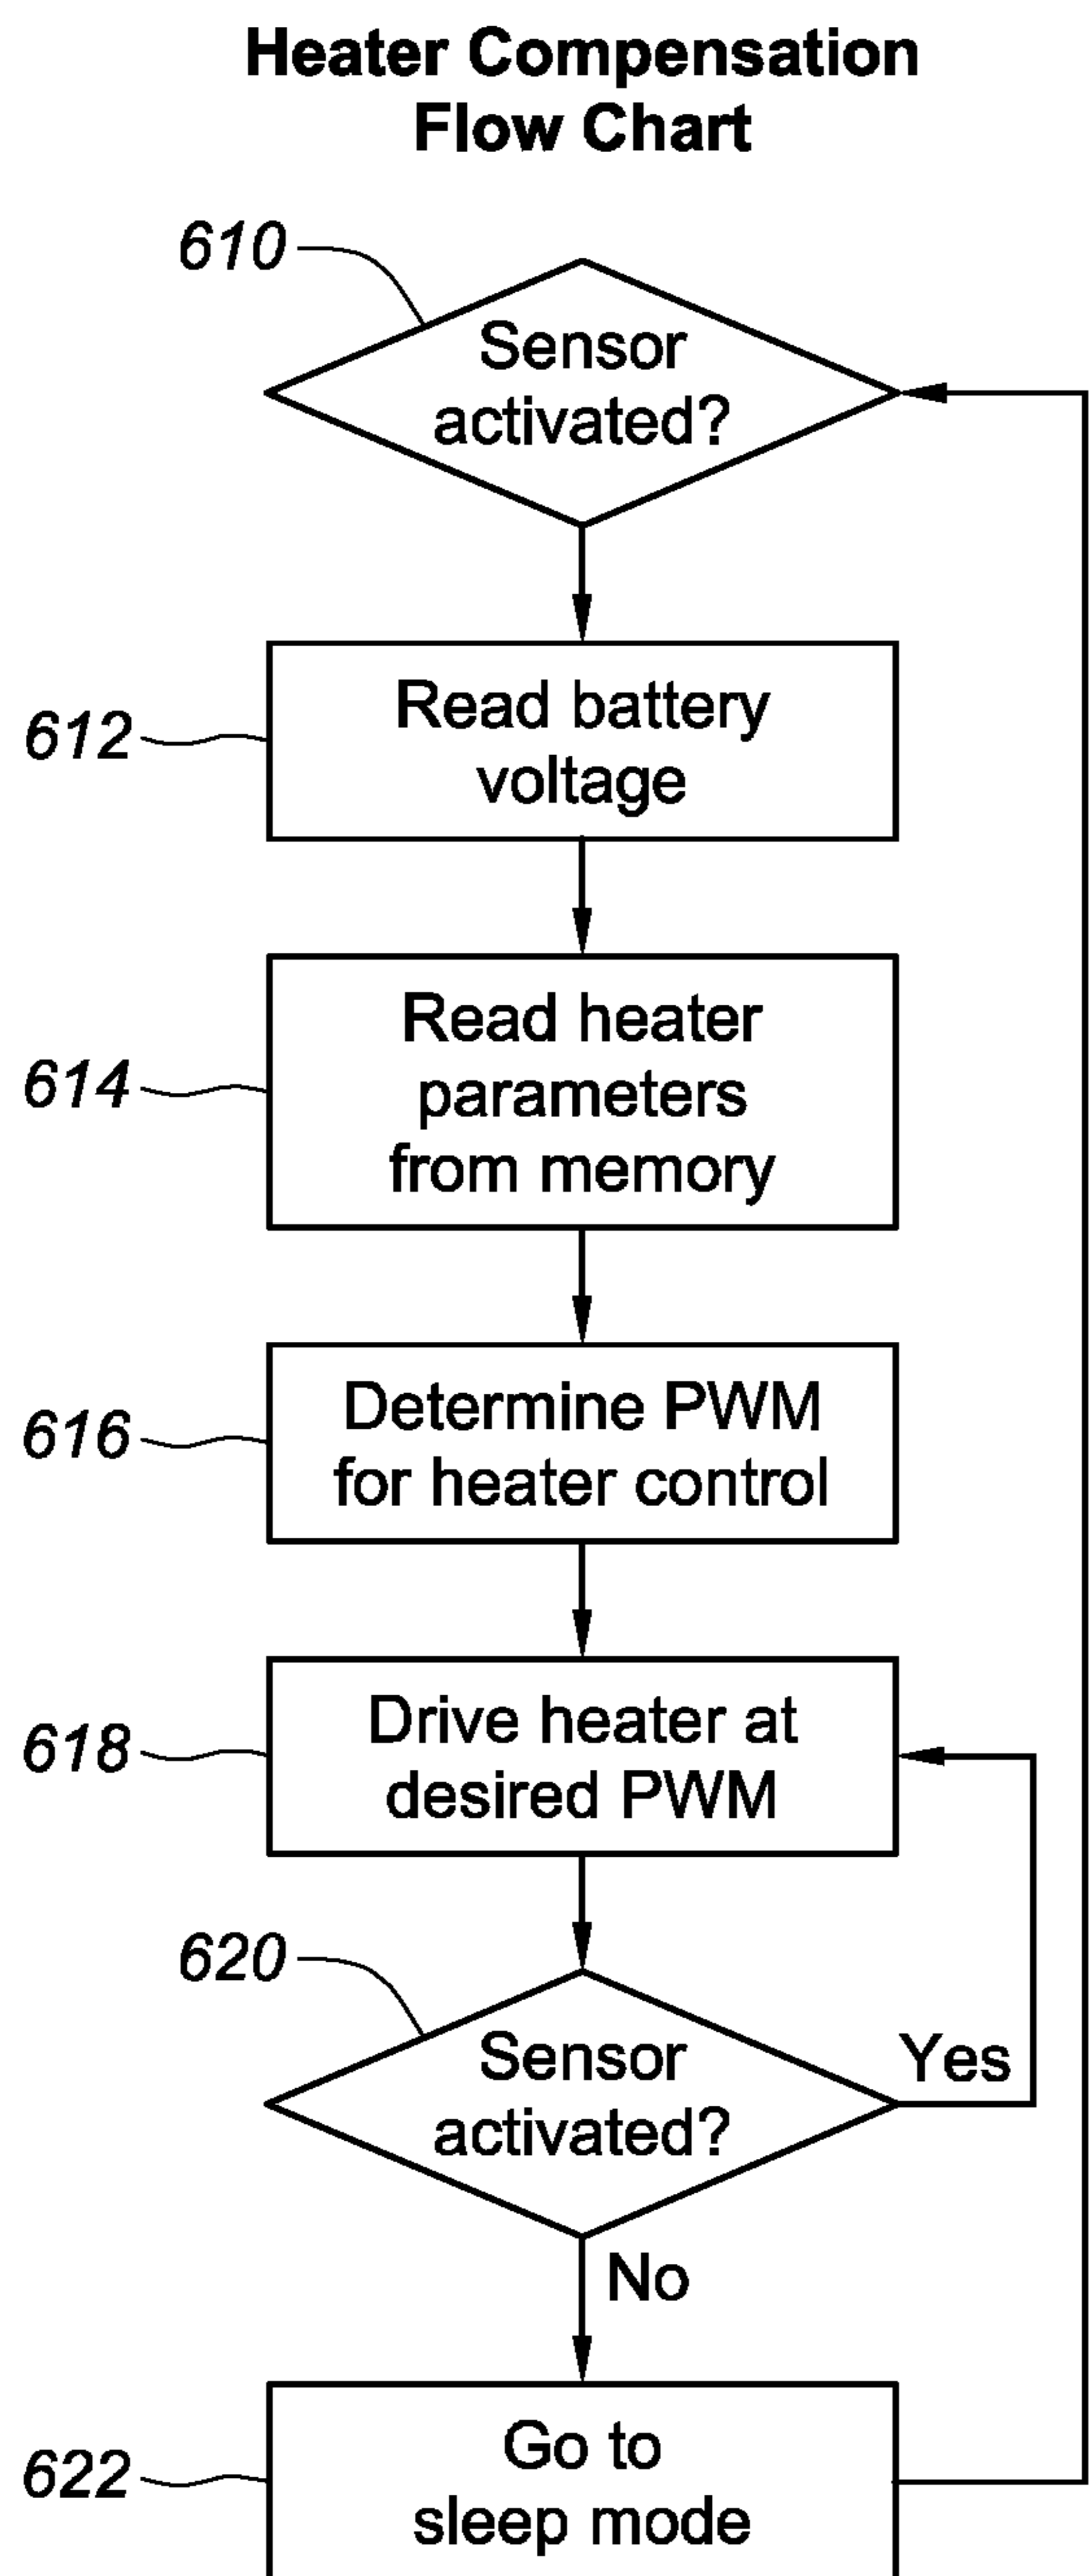 Heater Compensation
Flow Chart
610
Sensor
activated?
612
Read battery
voltage
614
Read heater
parameters
from memory
616
Determine PWM
for heater control
618
Drive heater at
desired PWM
620
Sensor
activated?
Yes
No
622
Go to
sleep mode